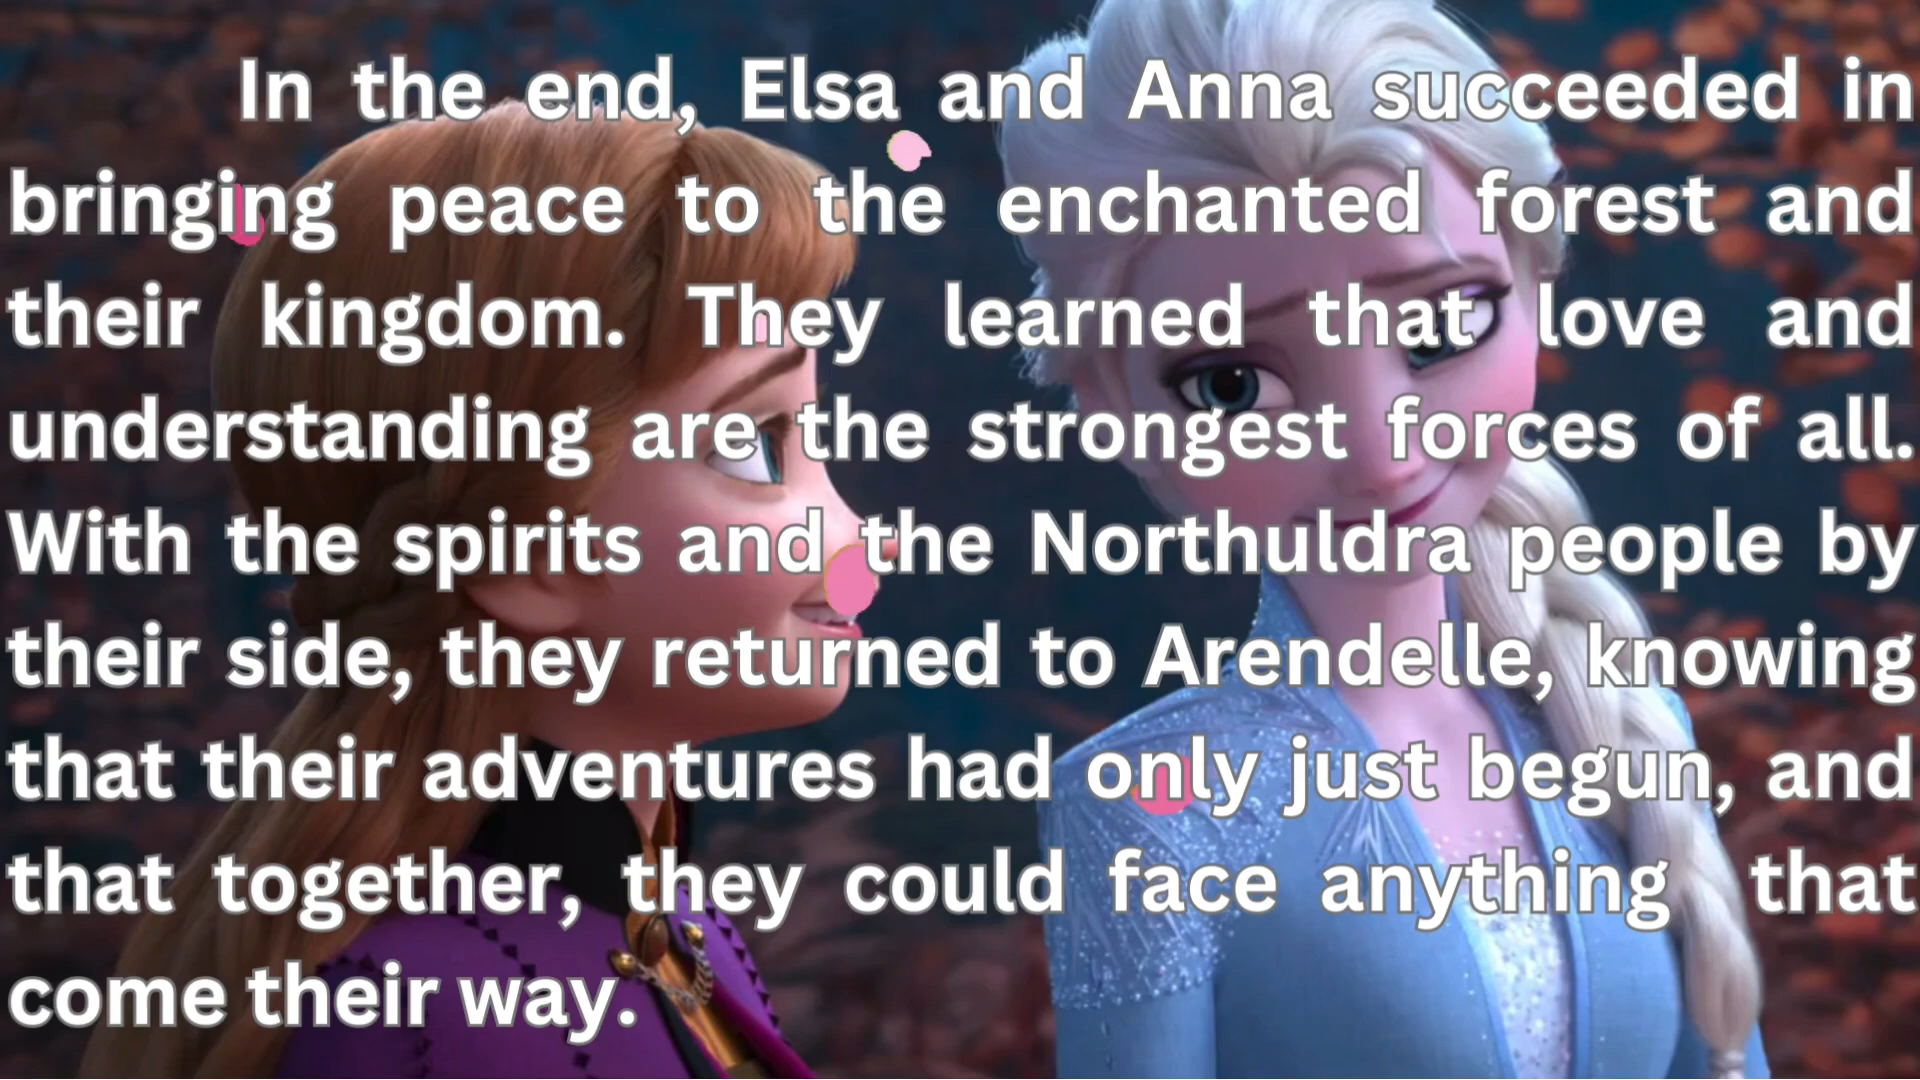 In the end, Elsa and Anna succeeded in
bringing peace to the enchanted forest and
their kingdom. They learned that love and
understanding are the strongest forces of all.
With the spirits and the Northuldra people by
their side, they returned to Arendelle, knowing
that their adventures had only just begun, and
that together, they could face anything that
come their way.